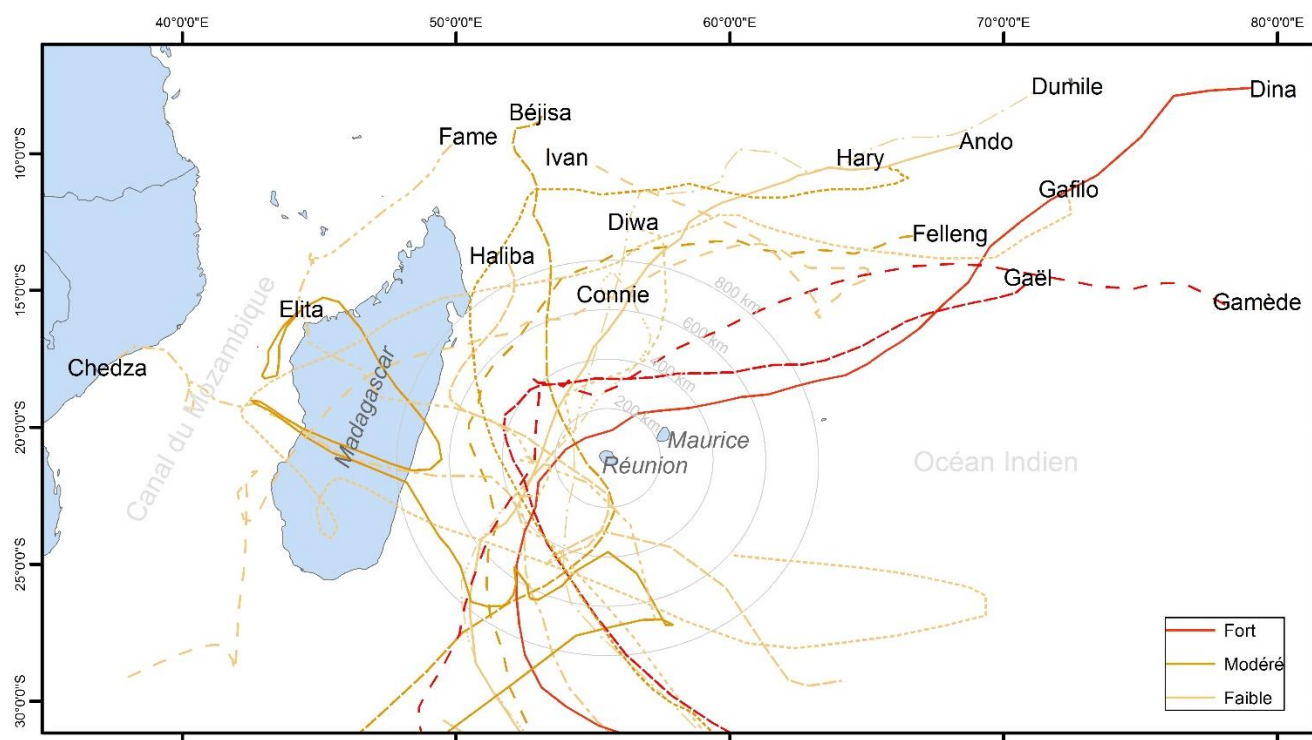 40°0'0"E
50°0'0"E
60°0'0"E
70°0'0"E
80°0'0"E
10°0'0"S
15°0'0"S
20°0'0"S
25°0'0"S
30°0'0"S
Dumile
Dina
Béjisa
Fame
Ivan
Hary
Ando
Gafilo
Diwa
Felleng
Haliba
Gaël
Connie
Gamède
Elita
Chedza
800 km
600 km
400 km
200 km
Canal du Mozambique
Madagascar
Maurice
Réunion
Océan Indien
Fort
Modéré
Faible